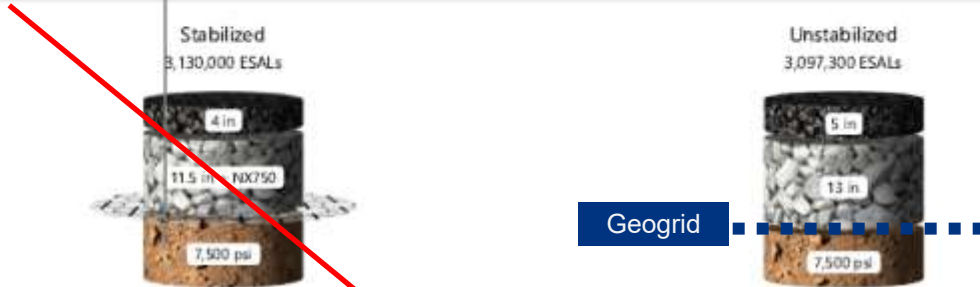 Stabilized
3,130,000 ESALs
4 in
11.5 in + NX750
7,500 psi
Unstabilized
3,097,300 ESALs
5 in
13 in
Geogrid
7,500 psi